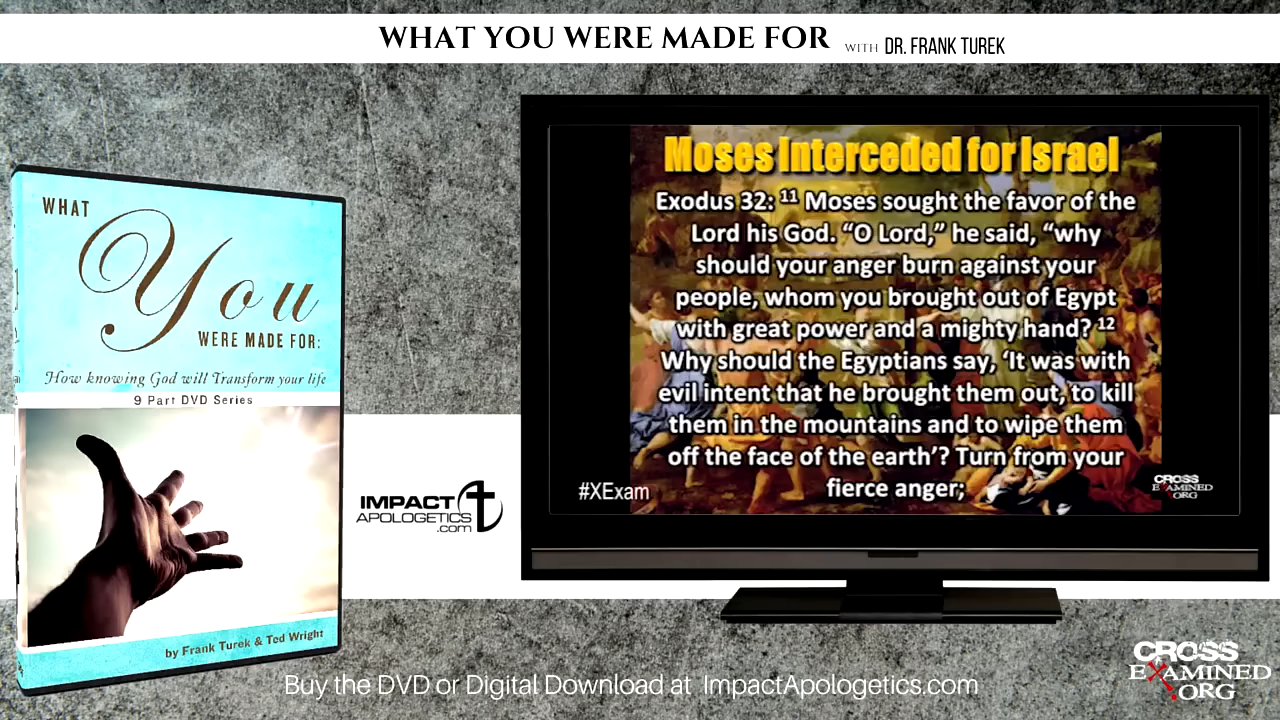 WHAT YOU WERE MADE FOR WITH DR. FRANK TUREK
WHAT
You
WERE MADE FOR:
How knowing God will Transform your life
9 Part DVD Series
by Frank Turek & Ted Wright
IMPACT
APOLOGETICS
.com
Moses Interceded for Israel
Exodus 32: 11 Moses sought the favor of the
Lord his God. “O Lord,” he said, “why
should your anger burn against your
people, whom you brought out of Egypt
with great power and a mighty hand? 12
Why should the Egyptians say, ‘It was with
evil intent that he brought them out, to kill
them in the mountains and to wipe them
off the face of the earth’? Turn from your
fierce anger;
#XExam
CROSS
EXAMINED
.ORG
Buy the DVD or Digital Download at ImpactApologetics.com
CROSS
EXAMINED
.ORG